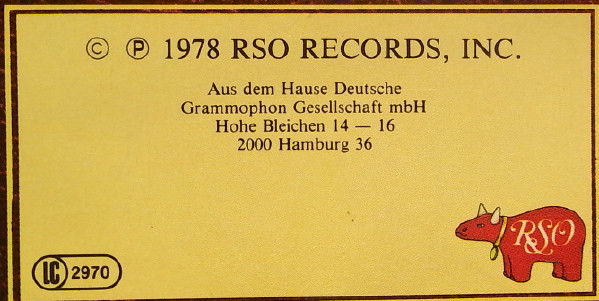 © ℗ 1978 RSO RECORDS, INC.
Aus dem Hause Deutsche
Grammophon Gesellschaft mbH
Hohe Bleichen 14 — 16
2000 Hamburg 36
RSO
LC 2970